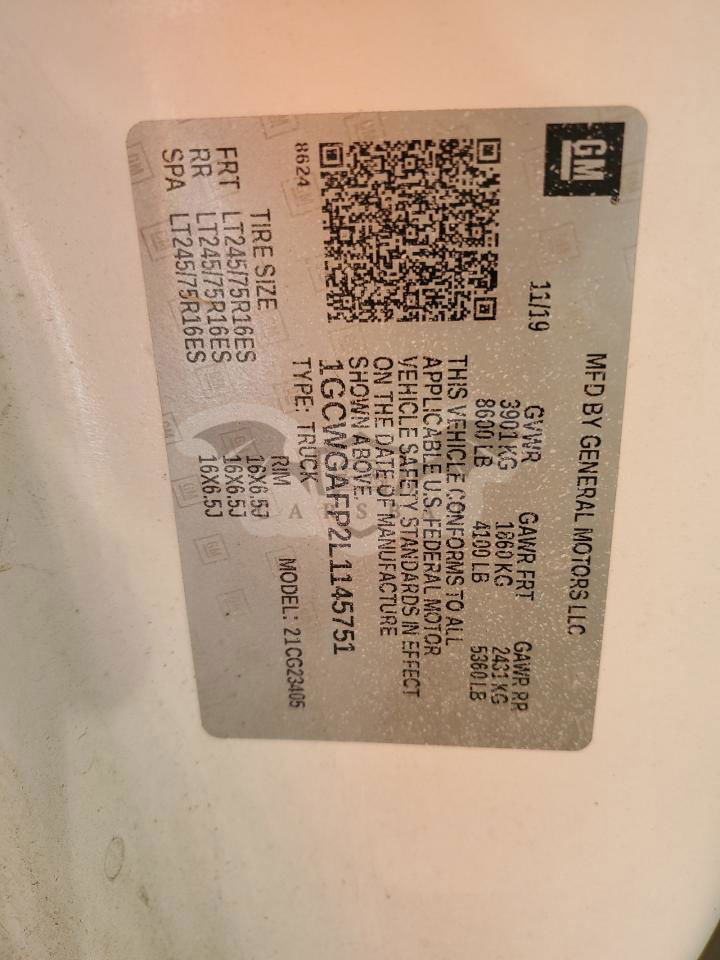 GM
MFD BY GENERAL MOTORS LLC
11/19
GVWR GAWR FRT GAWR RR
3901 KG 1860 KG 2431 KG
8600 LB 4100 LB 5360 LB
THIS VEHICLE CONFORMS TO ALL
APPLICABLE U.S. FEDERAL MOTOR
VEHICLE SAFETY STANDARDS IN EFFECT
ON THE DATE OF MANUFACTURE
SHOWN ABOVE.
1GCWGAFP2L1145751
8624
TYPE: TRUCK MODEL: 21CG23405
TIRE SIZE RIM
FRT LT245/75R16ES 16X6.5J
RR LT245/75R16ES 16X6.5J
SPA LT245/75R16ES 16X6.5J